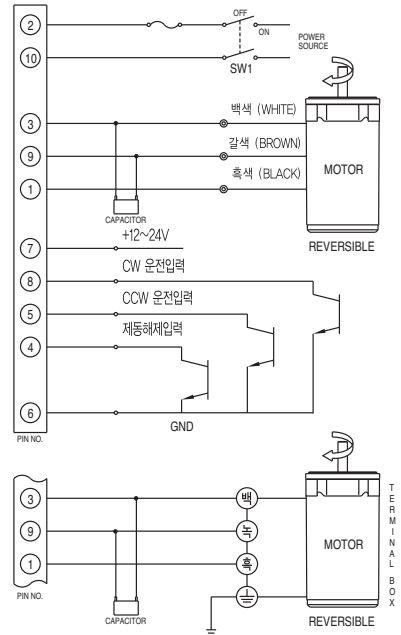 2
OFF
ON
POWER
SOURCE
10
SW1
3
백색 (WHITE)
9
갈색 (BROWN)
MOTOR
1
흑색 (BLACK)
CAPACITOR
REVERSIBLE
7
+12~24V
8
CW 운전입력
5
CCW 운전입력
4
제동해제입력
6
GND
PIN NO.
3
백
9
녹
MOTOR
1
흑
TERMINAL BOX
PIN NO.
CAPACITOR
REVERSIBLE